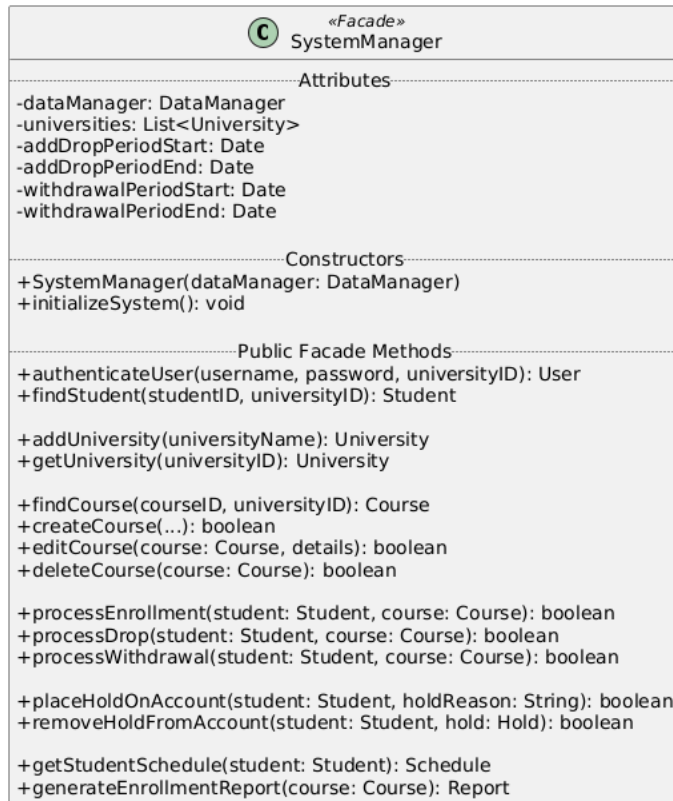 «Facade»
C
SystemManager
Attributes
-dataManager: DataManager
-universities: List<University>
-addDropPeriodStart: Date
-addDropPeriodEnd: Date
-withdrawalPeriodStart: Date
-withdrawalPeriodEnd: Date
Constructors
+SystemManager(dataManager: DataManager)
+initializeSystem(): void
Public Facade Methods
+authenticateUser(username, password, universityID): User
+findStudent(studentID, universityID): Student
+addUniversity(universityName): University
+getUniversity(universityID): University
+findCourse(courseID, universityID): Course
+createCourse(...): boolean
+editCourse(course: Course, details): boolean
+deleteCourse(course: Course): boolean
+processEnrollment(student: Student, course: Course): boolean
+processDrop(student: Student, course: Course): boolean
+processWithdrawal(student: Student, course: Course): boolean
+placeHoldOnAccount(student: Student, holdReason: String): boolean
+removeHoldFromAccount(student: Student, hold: Hold): boolean
+getStudentSchedule(student: Student): Schedule
+generateEnrollmentReport(course: Course): Report